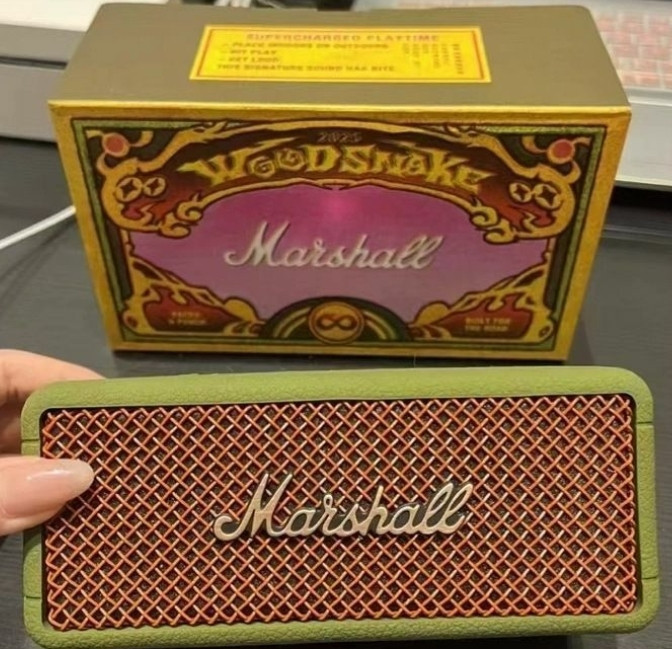 SUPERCHARGED PLAYTIME
– PLACE INDOORS OR OUTDOORS
– HIT PLAY
– GET LOUD
THIS SIGNATURE SOUND HAS BITE.
2025
WOODSNAKE
Marshall
PACKS
A PUNCH
BUILT FOR
THE ROAD
Marshall